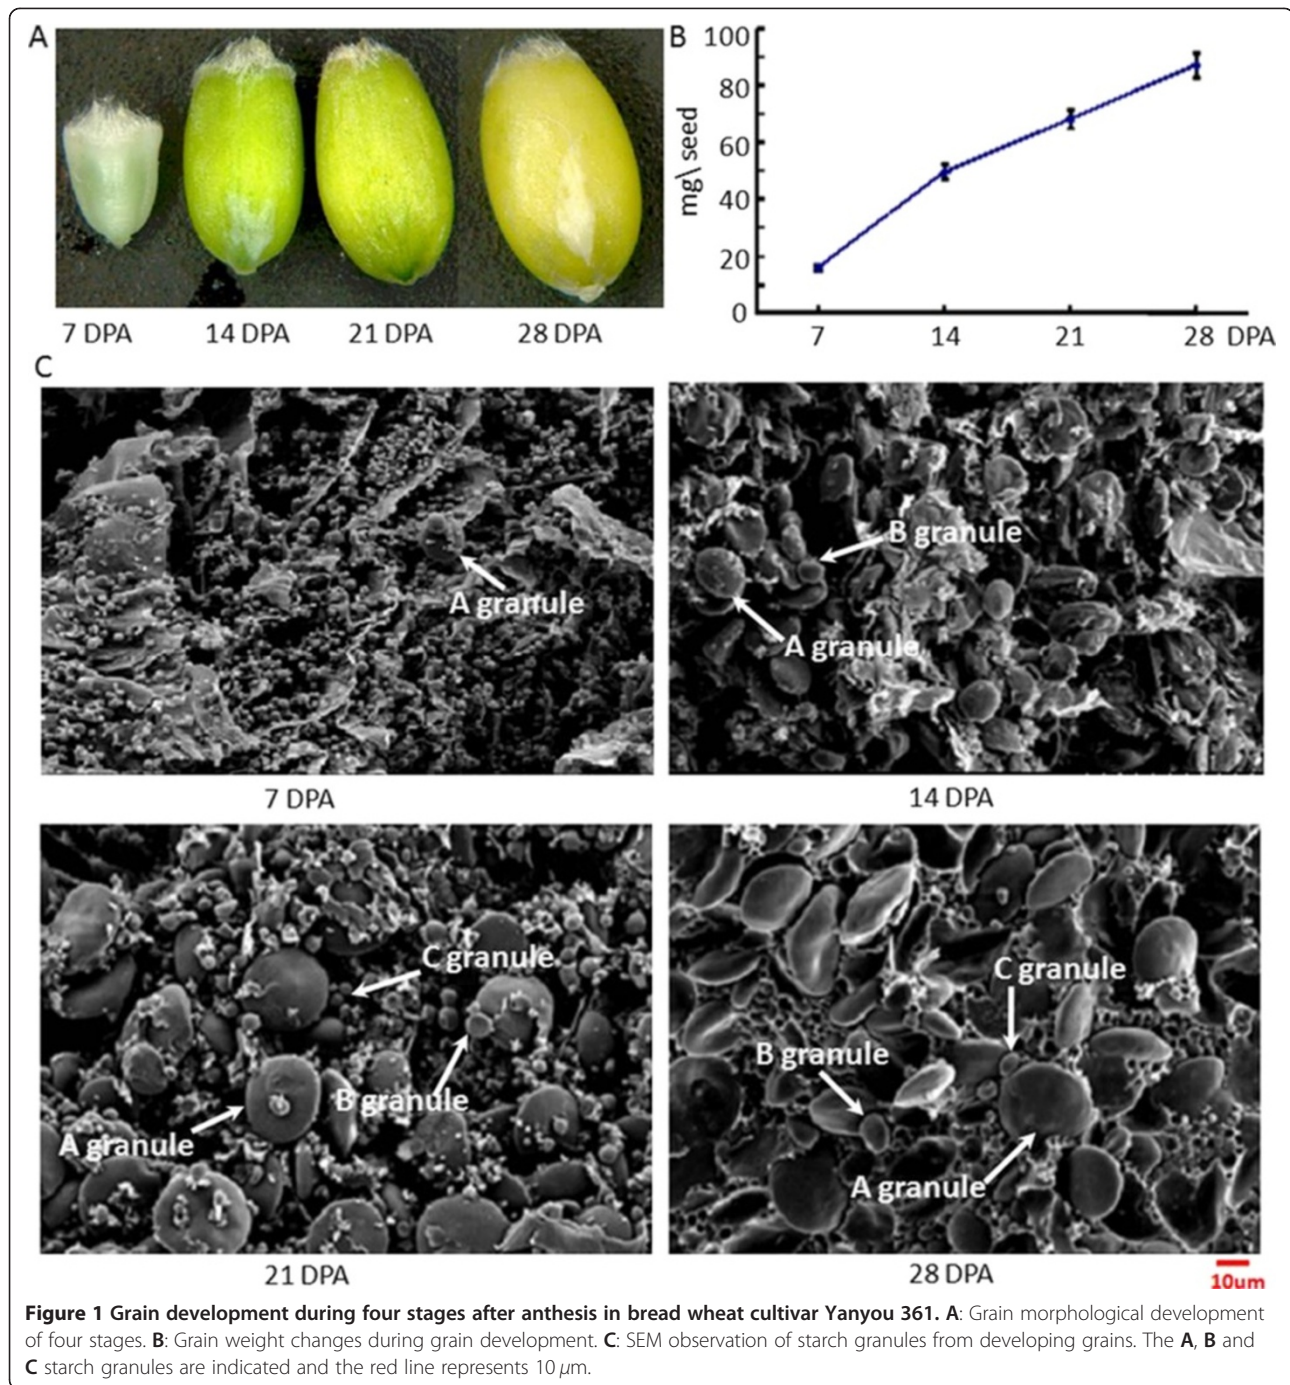 A
7 DPA 14 DPA 21 DPA 28 DPA
B
mg\ seed
100
80
60
40
20
0
7 14 21 28 DPA
C
A granule
7 DPA
B granule
A granule
14 DPA
C granule
B granule
A granule
21 DPA
C granule
B granule
A granule
28 DPA
10um
Figure 1 Grain development during four stages after anthesis in bread wheat cultivar Yanyou 361. A: Grain morphological development
of four stages. B: Grain weight changes during grain development. C: SEM observation of starch granules from developing grains. The A, B and
C starch granules are indicated and the red line represents 10 μm.